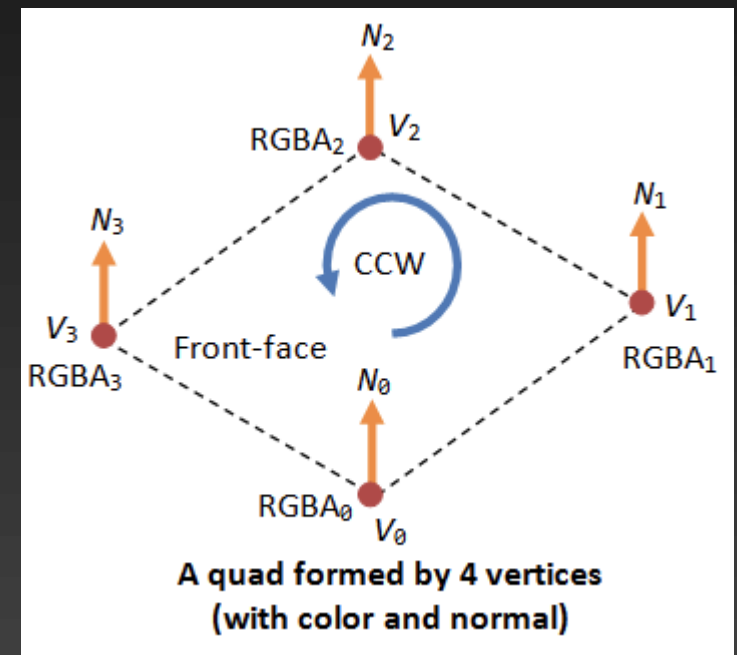 N₂
V₂
RGBA₂
N₁
N₃
CCW
V₁
V₃
Front-face
RGBA₁
RGBA₃
N₀
RGBA₀
V₀
A quad formed by 4 vertices
(with color and normal)